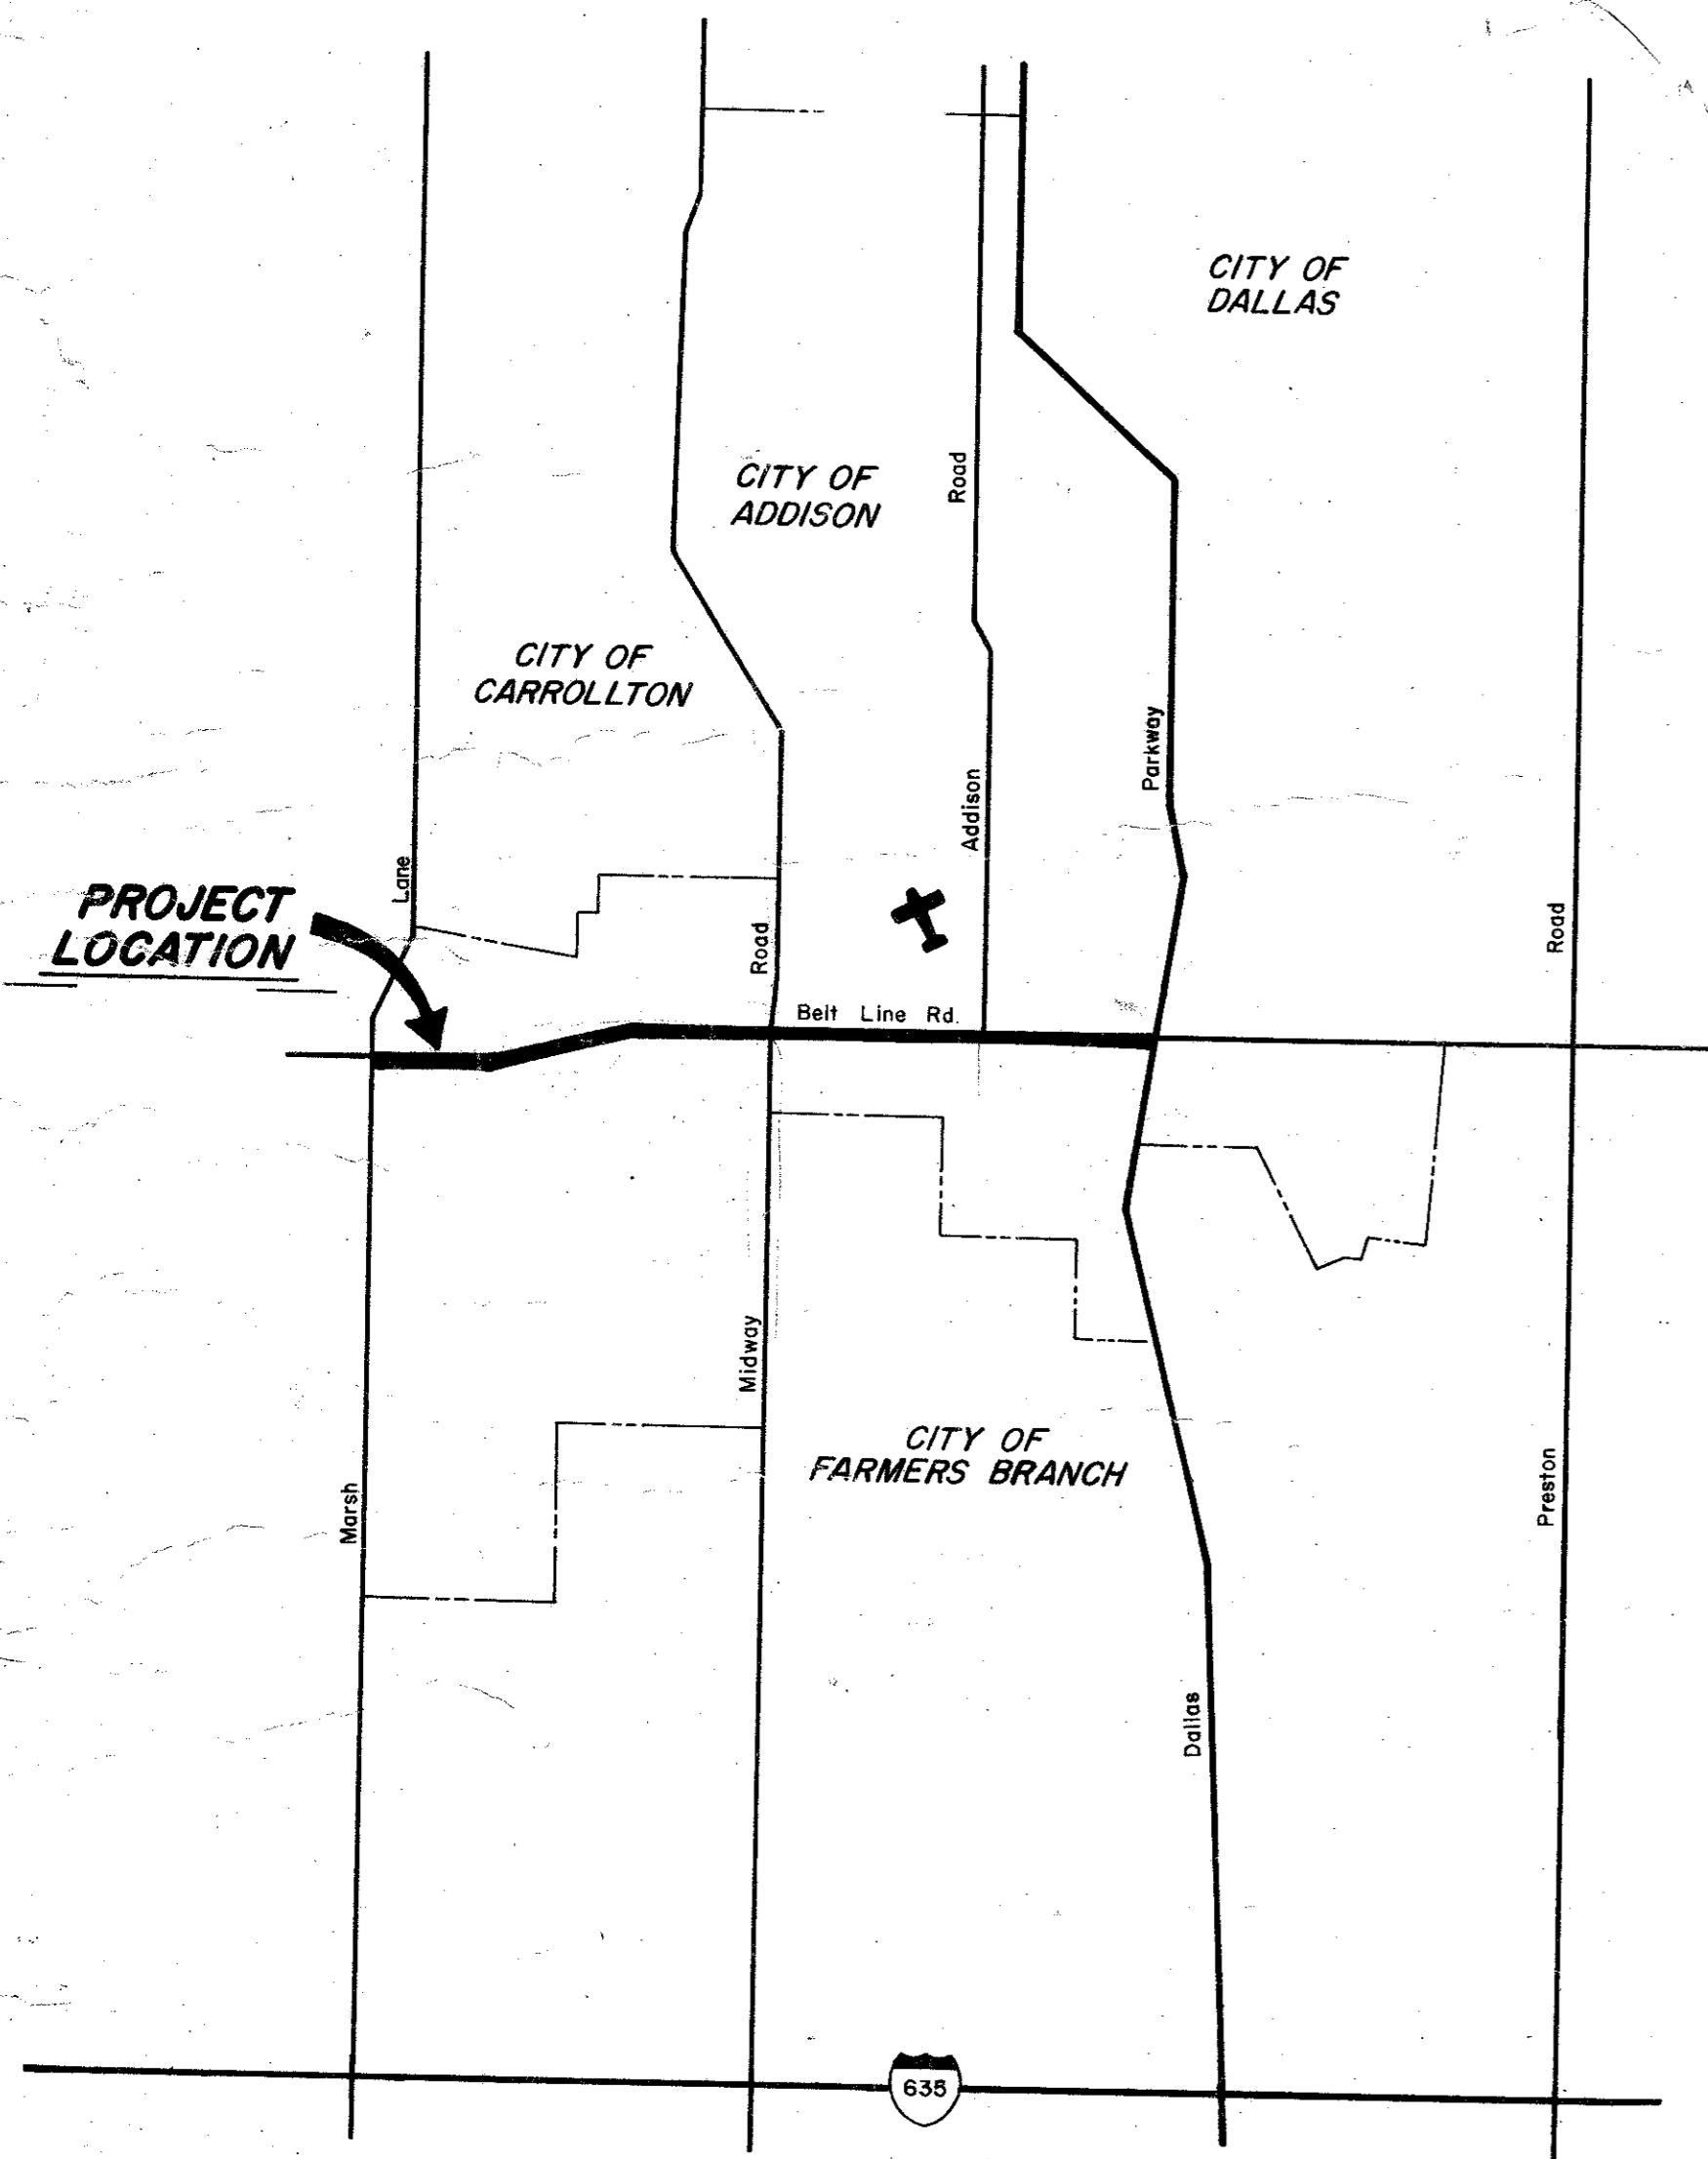 CITY OF
DALLAS
CITY OF
ADDISON
Road
CITY OF
CARROLLTON
Parkway
Addison
Lane
PROJECT
LOCATION
Road
Road
Belt Line Rd.
Midway
CITY OF
FARMERS BRANCH
Marsh
Preston
Dallas
635